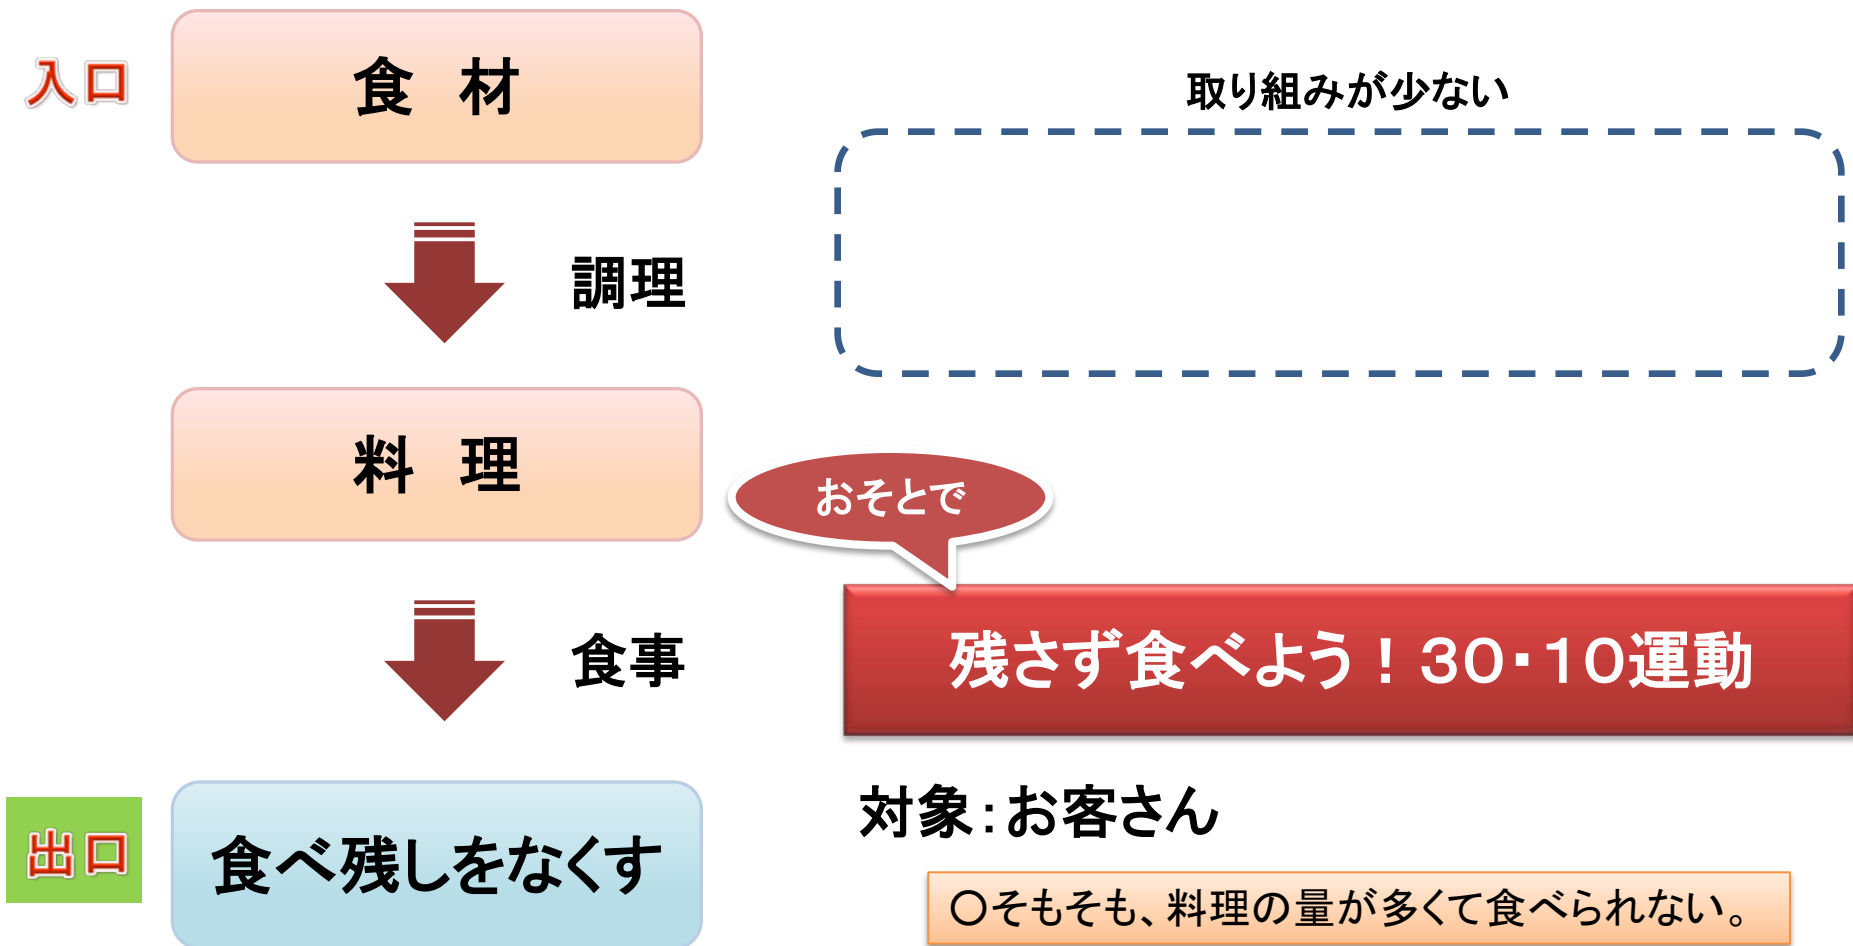 入口
食　材
取り組みが少ない
調理
料　理
おそとで
残さず食べよう！３０・１０運動
食事
対象：お客さん
出口
食べ残しをなくす
○そもそも、料理の量が多くて食べられない。